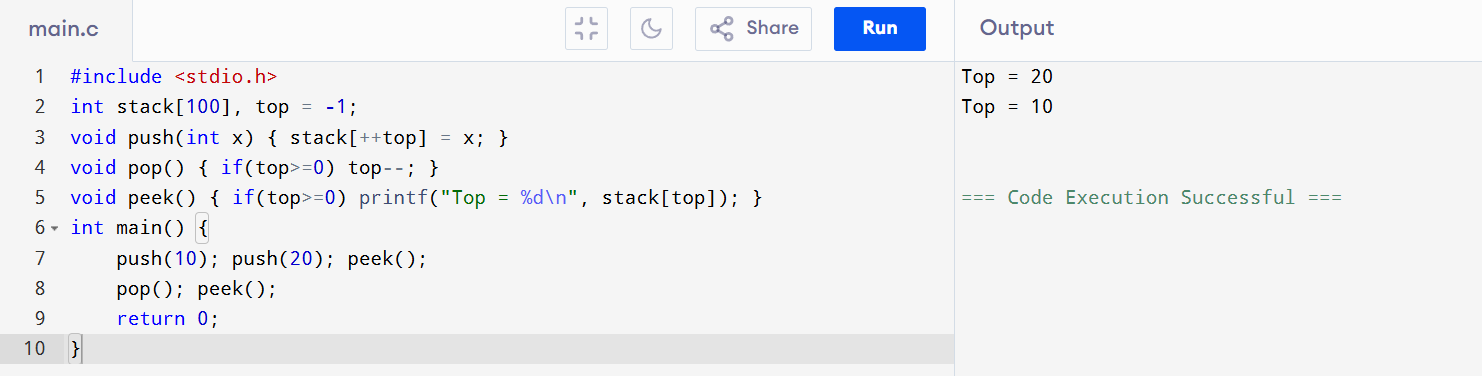 main.c
Share
Run
Output
1 #include <stdio.h>
2 int stack[100], top = -1;
3 void push(int x) { stack[++top] = x; }
4 void pop() { if(top>=0) top--; }
5 void peek() { if(top>=0) printf("Top = %d\n", stack[top]); }
6 int main() {
7     push(10); push(20); peek();
8     pop(); peek();
9     return 0;
10 }
Top = 20
Top = 10
=== Code Execution Successful ===